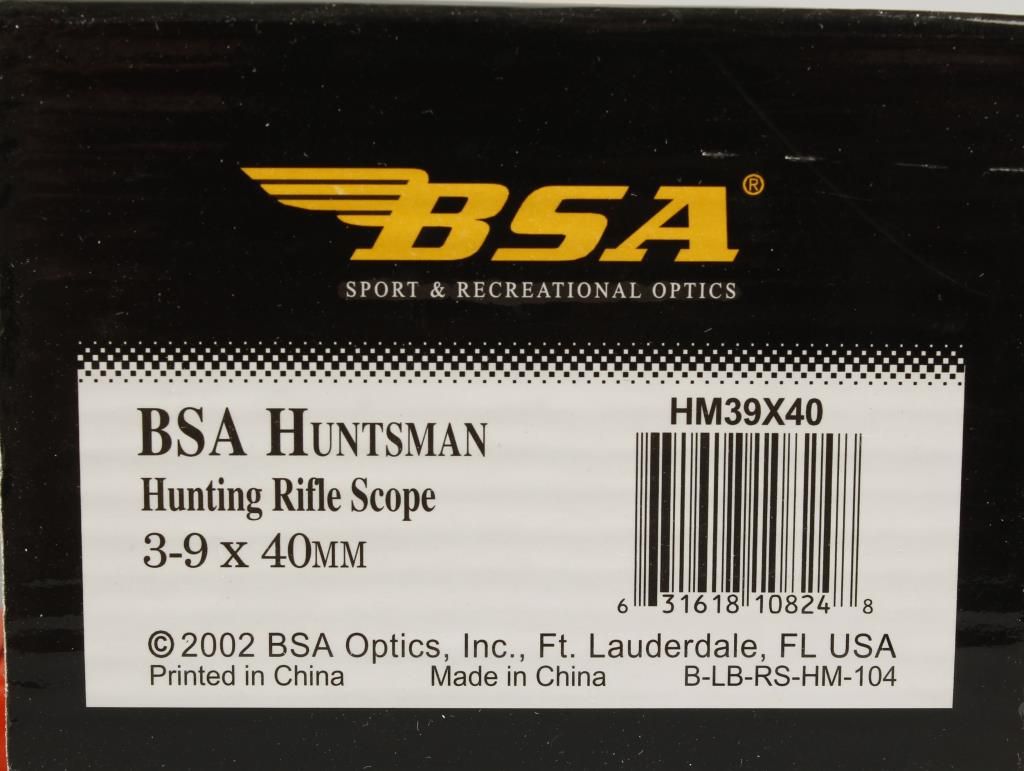 BSA®
SPORT & RECREATIONAL OPTICS
BSA HUNTSMAN
Hunting Rifle Scope
3-9 x 40MM
HM39X40
6 31618 10824 8
©2002 BSA Optics, Inc., Ft. Lauderdale, FL USA
Printed in China Made in China B-LB-RS-HM-104